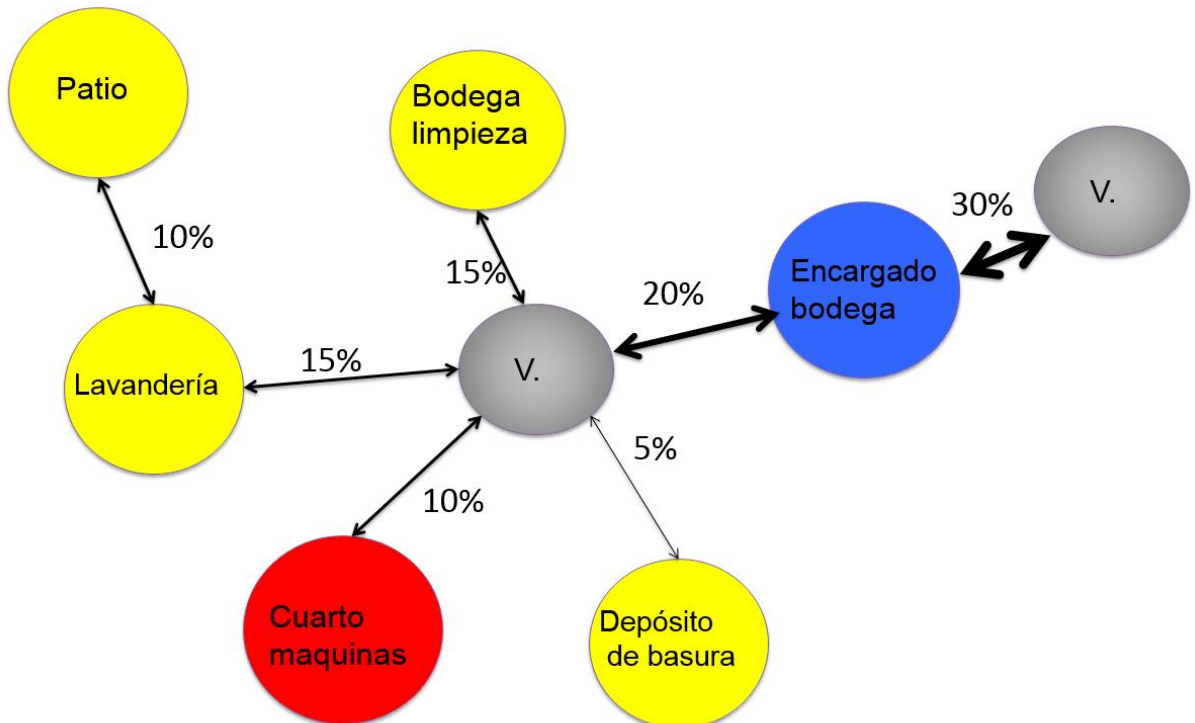 Patio
Bodega
limpieza
V.
30%
10%
Encargado
bodega
15%
20%
15%
V.
Lavandería
5%
10%
Cuarto
maquinas
Depósito
de basura